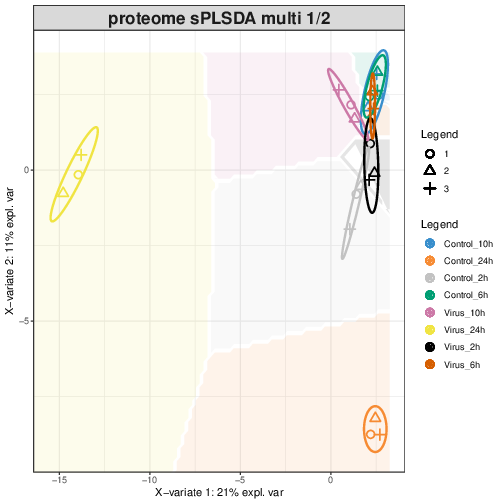 proteome sPLSDA multi 1/2
X−variate 2: 11% expl. var
0
−5
−15
−10
−5
0
X−variate 1: 21% expl. var
Legend
1
2
3
Legend
Control_10h
Control_24h
Control_2h
Control_6h
Virus_10h
Virus_24h
Virus_2h
Virus_6h